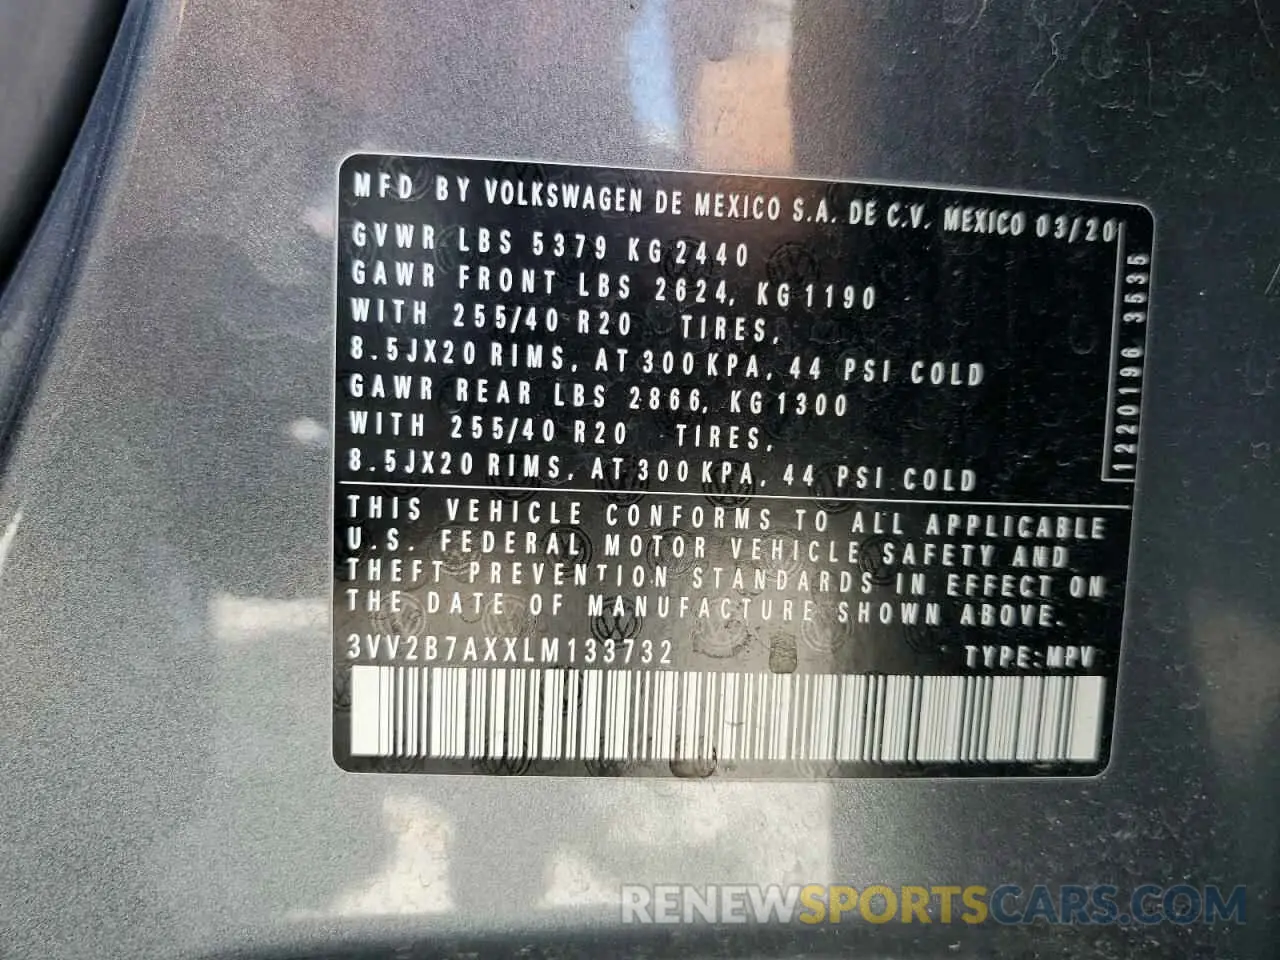 MFD BY VOLKSWAGEN DE MEXICO S.A. DE C.V. MEXICO 03/20
GVWR LBS 5379 KG 2440
GAWR FRONT LBS 2624, KG 1190
WITH 255/40 R20 TIRES,
8.5JX20 RIMS, AT 300 KPA, 44 PSI COLD
GAWR REAR LBS 2866, KG 1300
WITH 255/40 R20 TIRES,
8.5JX20 RIMS, AT 300 KPA, 44 PSI COLD
1220196 3535
THIS VEHICLE CONFORMS TO ALL APPLICABLE
U.S. FEDERAL MOTOR VEHICLE SAFETY AND
THEFT PREVENTION STANDARDS IN EFFECT ON
THE DATE OF MANUFACTURE SHOWN ABOVE.
3VV2B7AXXLM133732 TYPE:MPV
RENEWSPORTSCARS.COM.XYZ